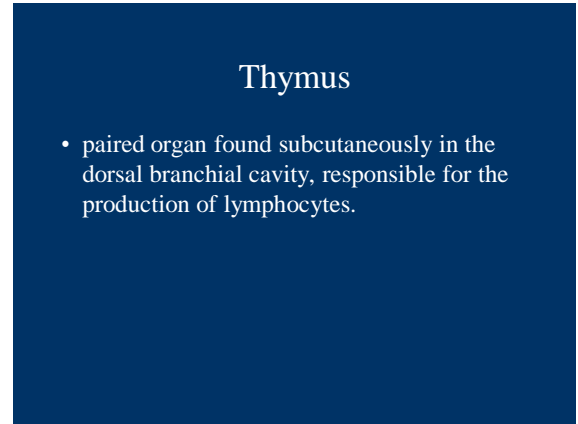 Thymus
• paired organ found subcutaneously in the
dorsal branchial cavity, responsible for the
production of lymphocytes.